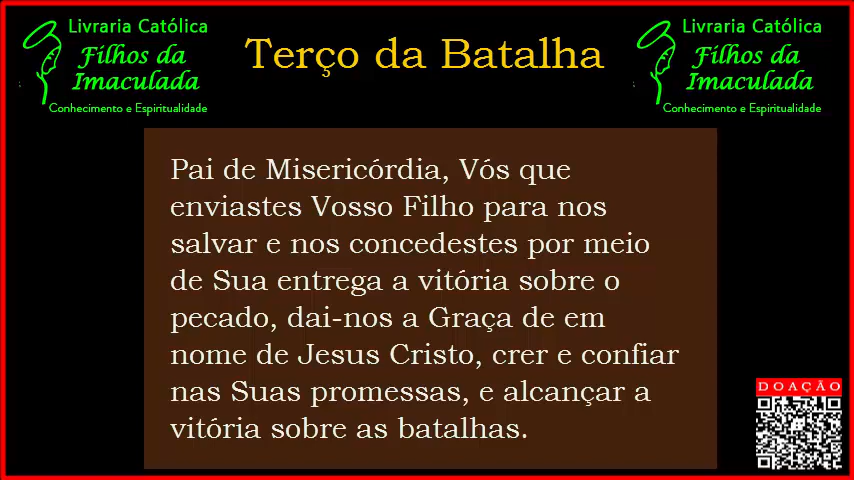 Livraria Católica
Filhos da
Imaculada
Conhecimento e Espiritualidade
Terço da Batalha
Livraria Católica
Filhos da
Imaculada
Conhecimento e Espiritualidade
Pai de Misericórdia, Vós que
enviastes Vosso Filho para nos
salvar e nos concedestes por meio
de Sua entrega a vitória sobre o
pecado, dai-nos a Graça de em
nome de Jesus Cristo, crer e confiar
nas Suas promessas, e alcançar a
vitória sobre as batalhas.
DOAÇÃO